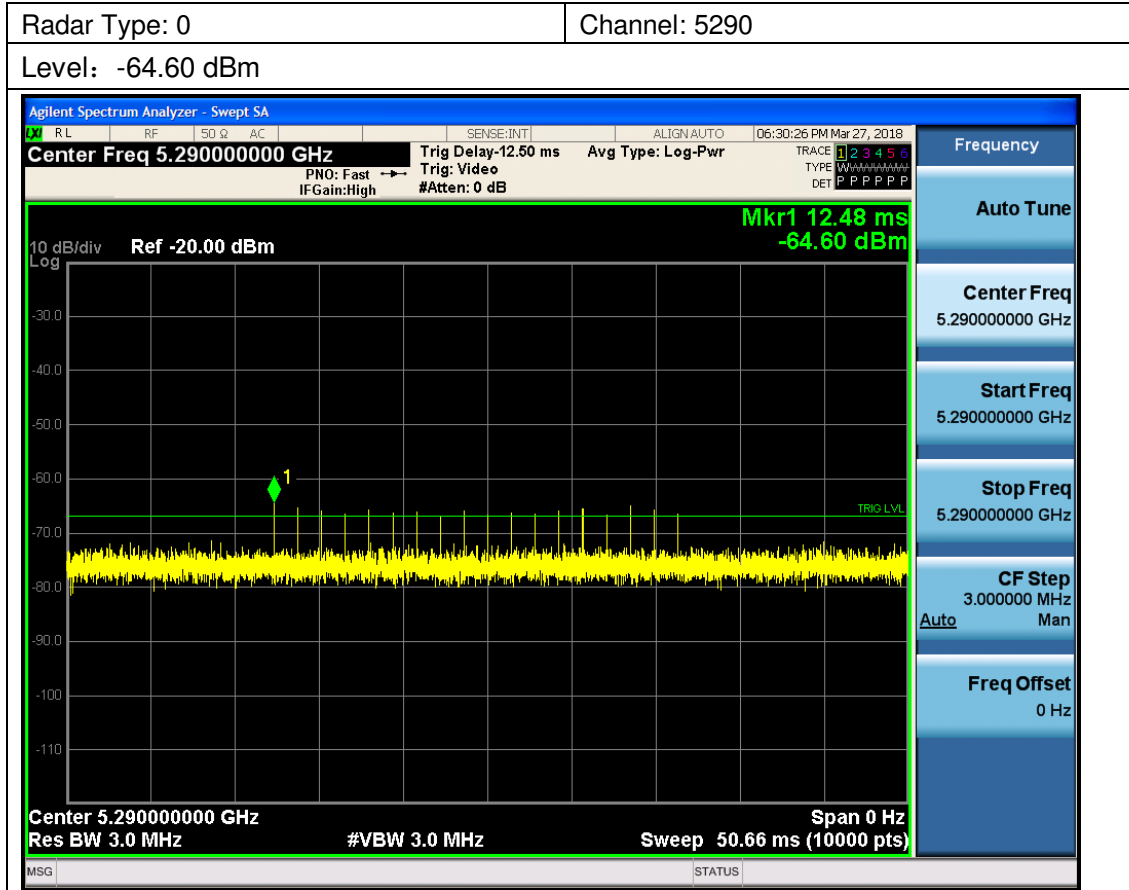 Radar Type: 0
Channel: 5290
Level: -64.60 dBm
Agilent Spectrum Analyzer - Swept SA
LXI RL RF 50 Ω AC SENSE:INT ALIGN AUTO 06:30:26 PM Mar 27, 2018
Center Freq 5.290000000 GHz
PNO: Fast
IFGain:High
Trig Delay-12.50 ms
Trig: Video
#Atten: 0 dB
Avg Type: Log-Pwr
TRACE 1 2 3 4 5 6
TYPE
DET P P P P P P
Mkr1 12.48 ms
-64.60 dBm
10 dB/div Ref -20.00 dBm
Log
-30.0
-40.0
-50.0
-60.0
1
TRIG LVL
-70.0
-80.0
-90.0
-100
-110
Center 5.290000000 GHz Span 0 Hz
Res BW 3.0 MHz #VBW 3.0 MHz Sweep 50.66 ms (10000 pts)
MSG STATUS
Frequency
Auto Tune
Center Freq
5.290000000 GHz
Start Freq
5.290000000 GHz
Stop Freq
5.290000000 GHz
CF Step
3.000000 MHz
Auto Man
Freq Offset
0 Hz